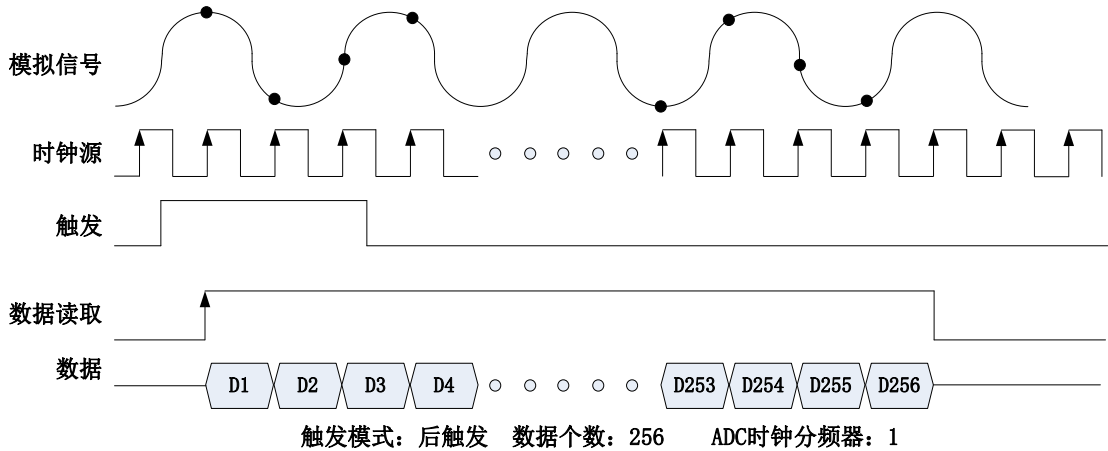 模拟信号
时钟源
触发
数据读取
数据
D1 D2 D3 D4 D253 D254 D255 D256
触发模式：后触发 数据个数：256 ADC时钟分频器：1